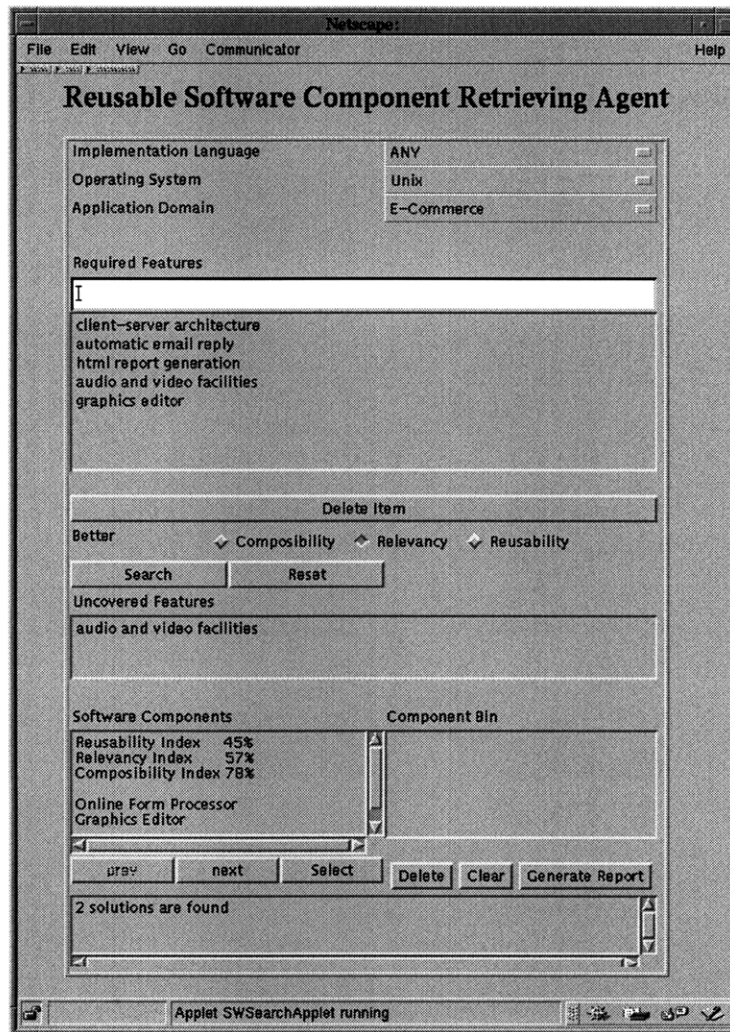 Netscape:
File Edit View Go Communicator Help
Reusable Software Component Retrieving Agent
Implementation Language ANY
Operating System Unix
Application Domain E-Commerce
Required Features
client-server architecture
automatic email reply
html report generation
audio and video facilities
graphics editor
Delete Item
Better Composibility Relevancy Reusability
Search Reset
Uncovered Features
audio and video facilities
Software Components Component Bin
Reusability Index 45%
Relevancy Index 57%
Composibility Index 78%
Online Form Processor
Graphics Editor
prev next Select Delete Clear Generate Report
2 solutions are found
Applet SWSearchApplet running